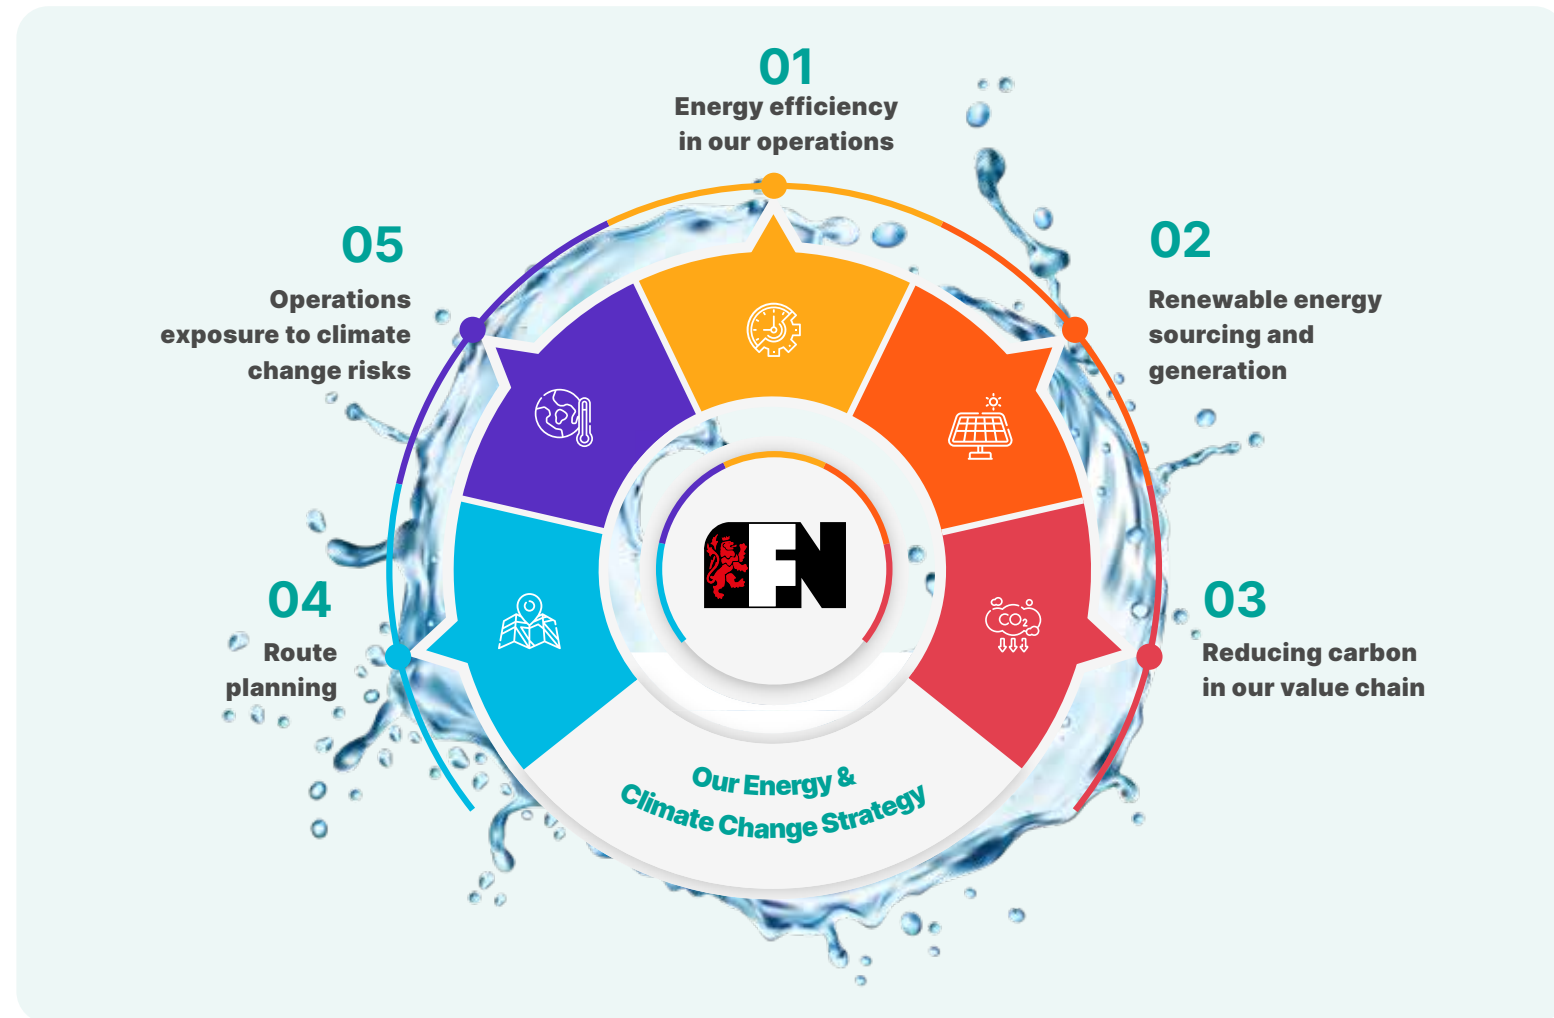 01
Energy efficiency
in our operations
02
Renewable energy
sourcing and
generation
03
Reducing carbon
in our value chain
04
Route
planning
05
Operations
exposure to climate
change risks
CO2
FN
Our Energy &
Climate Change Strategy